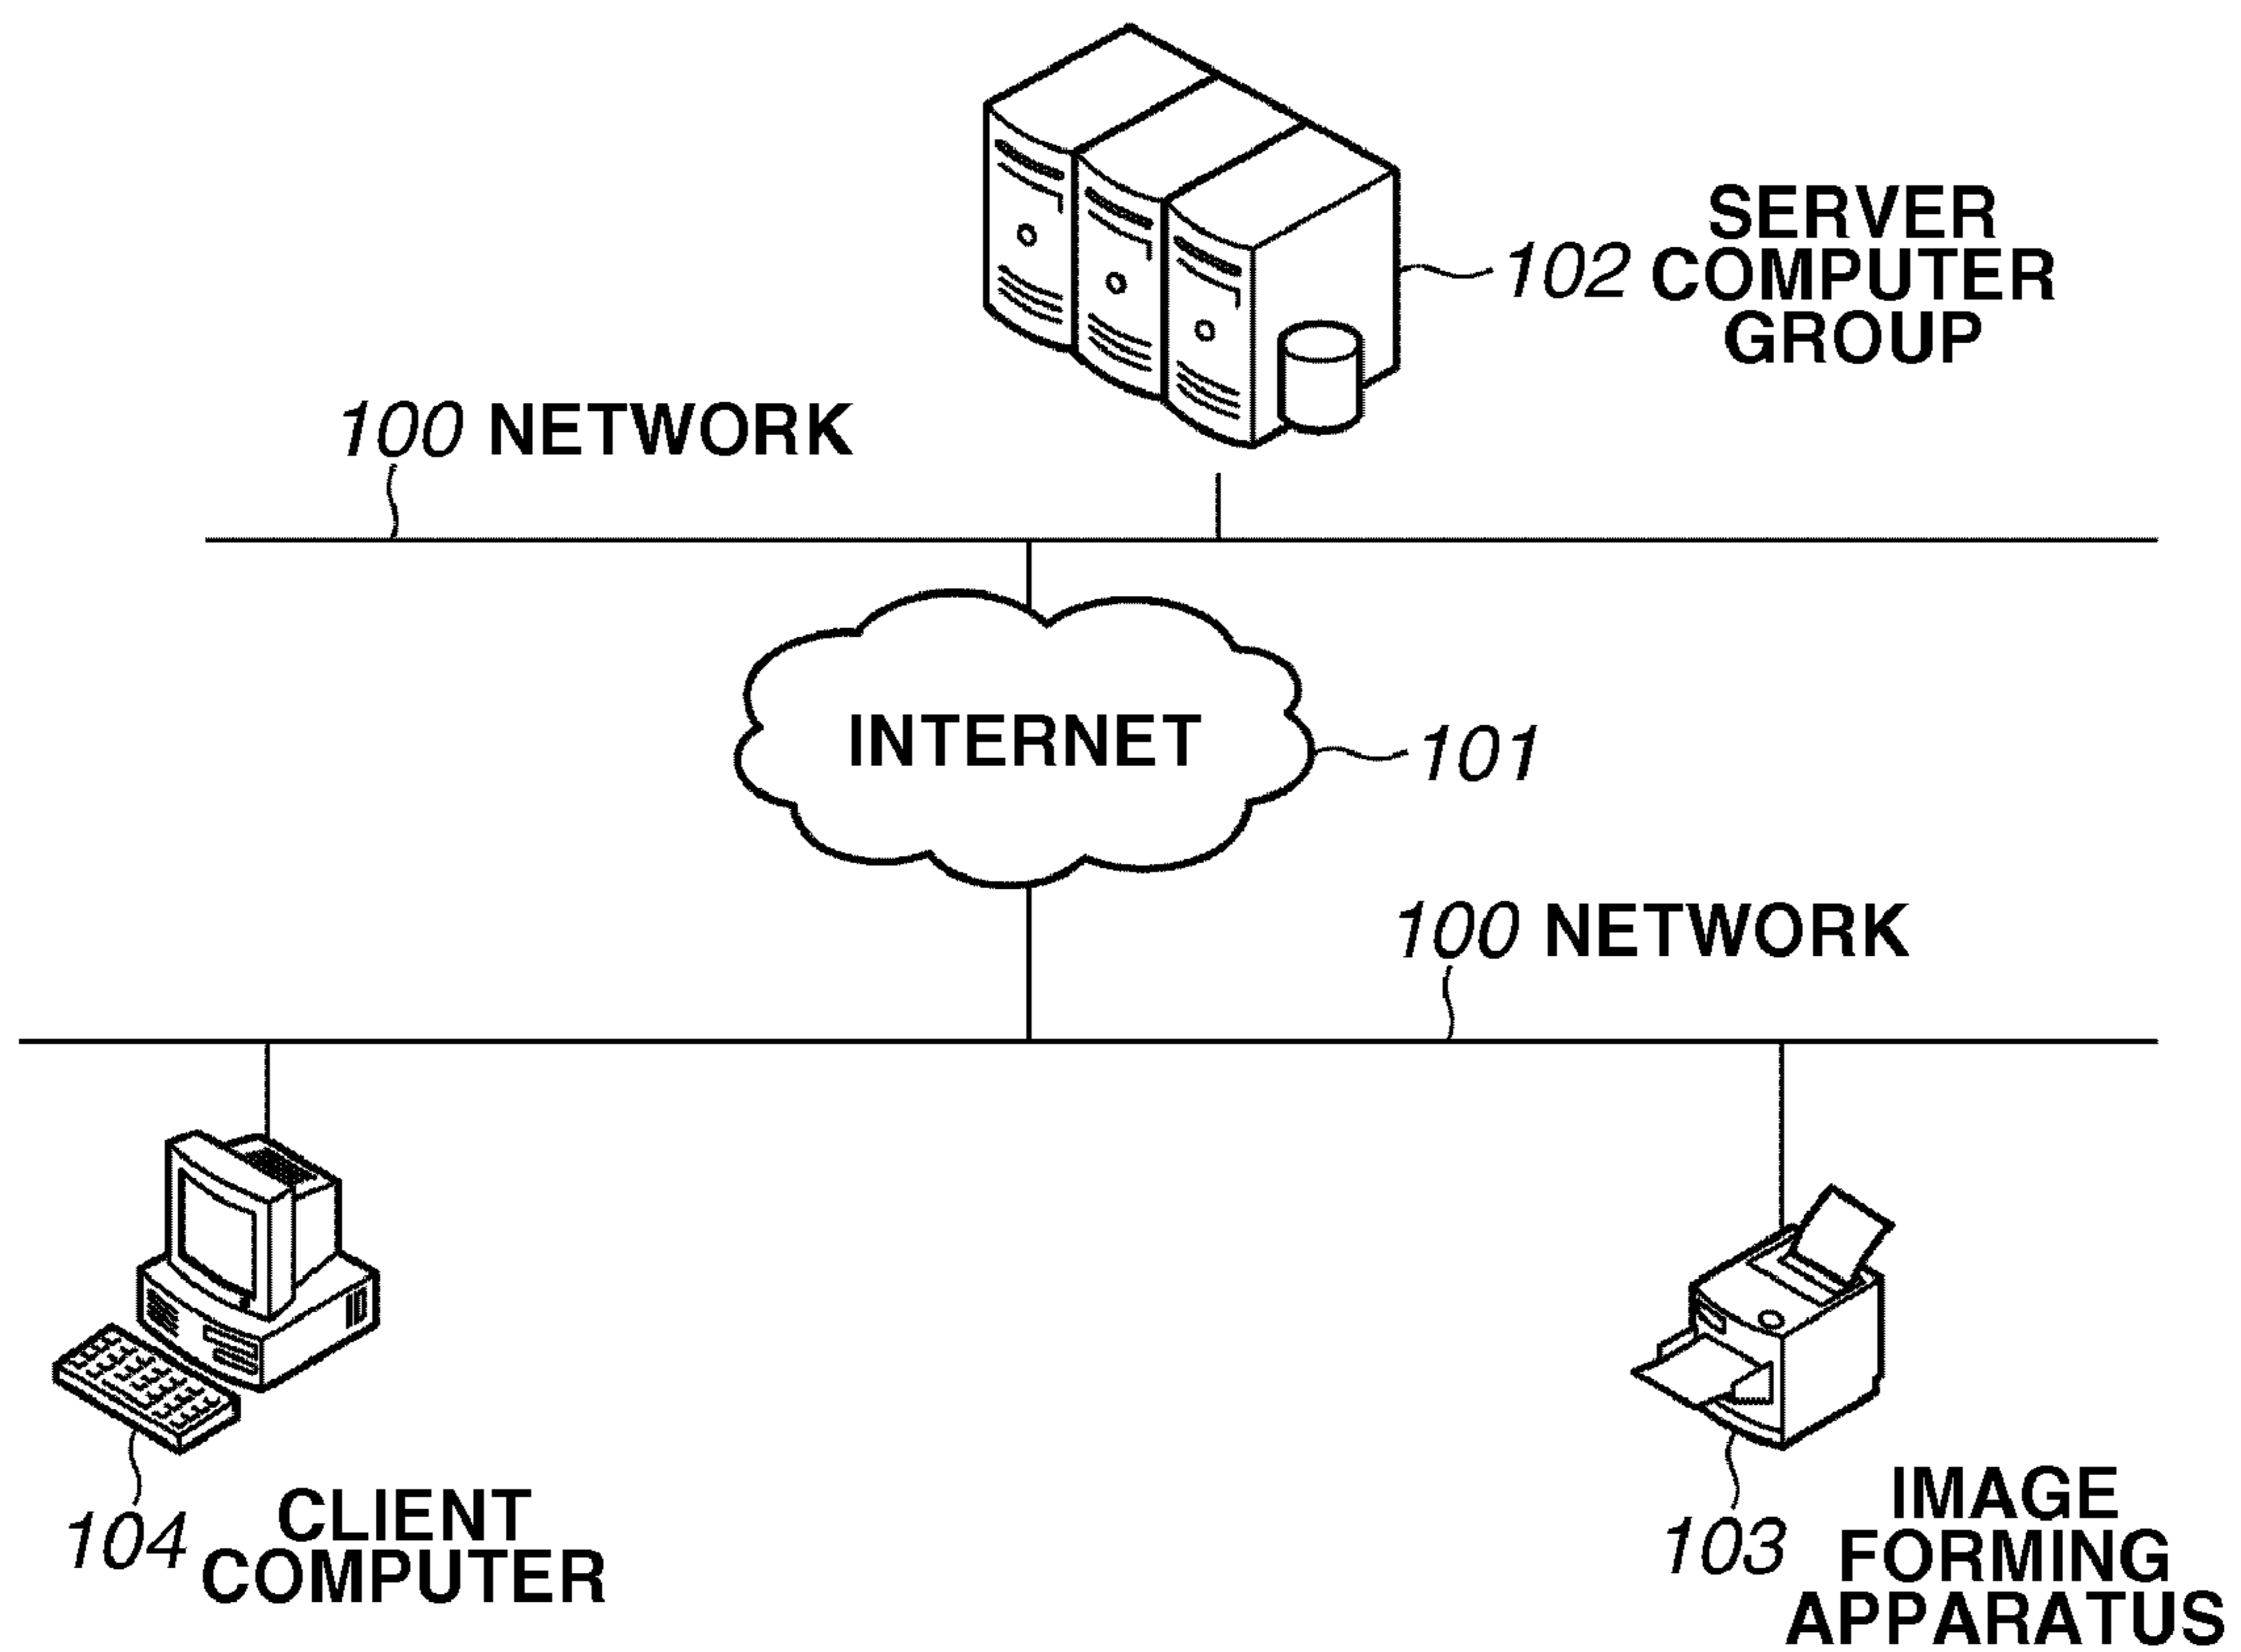 SERVER
102 COMPUTER
GROUP
100 NETWORK
INTERNET
101
100 NETWORK
CLIENT
104 COMPUTER
IMAGE
103 FORMING
APPARATUS